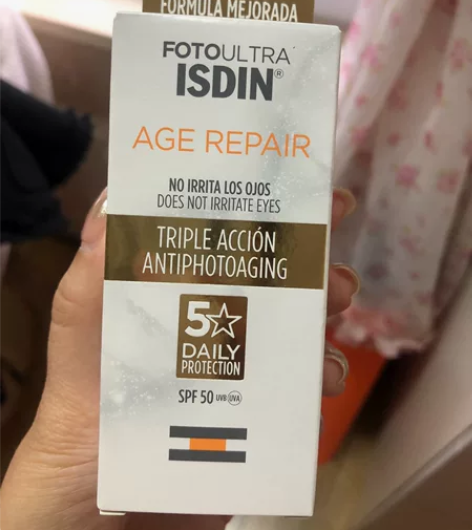 FÓRMULA MEJORADA
FOTOULTRA
ISDIN®
AGE REPAIR
NO IRRITA LOS OJOS
DOES NOT IRRITATE EYES
TRIPLE ACCIÓN
ANTIPHOTOAGING
5☆
DAILY
PROTECTION
SPF 50 UVB UVA